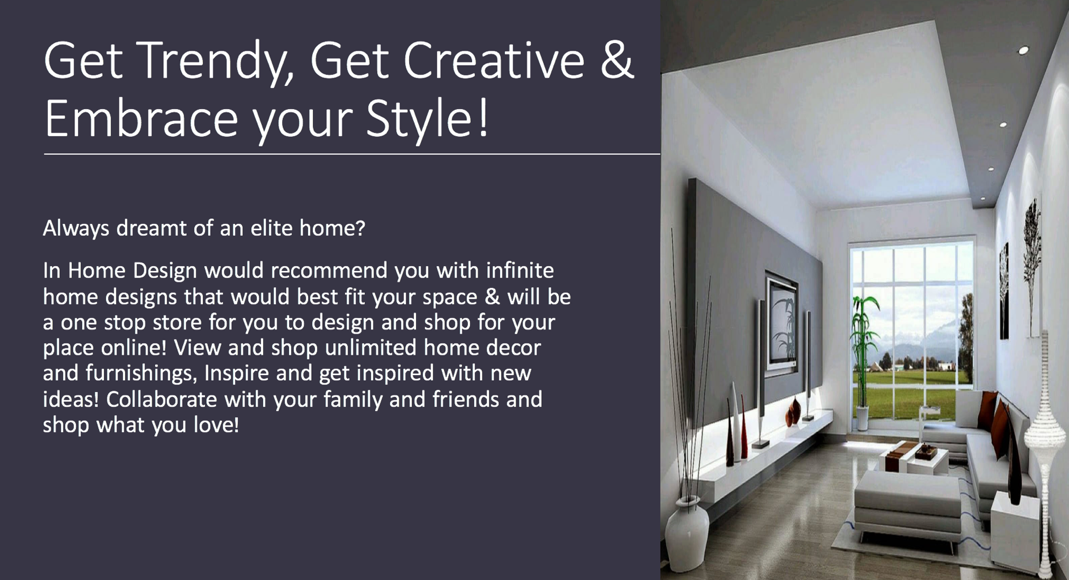 Get Trendy, Get Creative &
Embrace your Style!
Always dreamt of an elite home?
In Home Design would recommend you with infinite
home designs that would best fit your space & will be
a one stop store for you to design and shop for your
place online! View and shop unlimited home decor
and furnishings, Inspire and get inspired with new
ideas! Collaborate with your family and friends and
shop what you love!